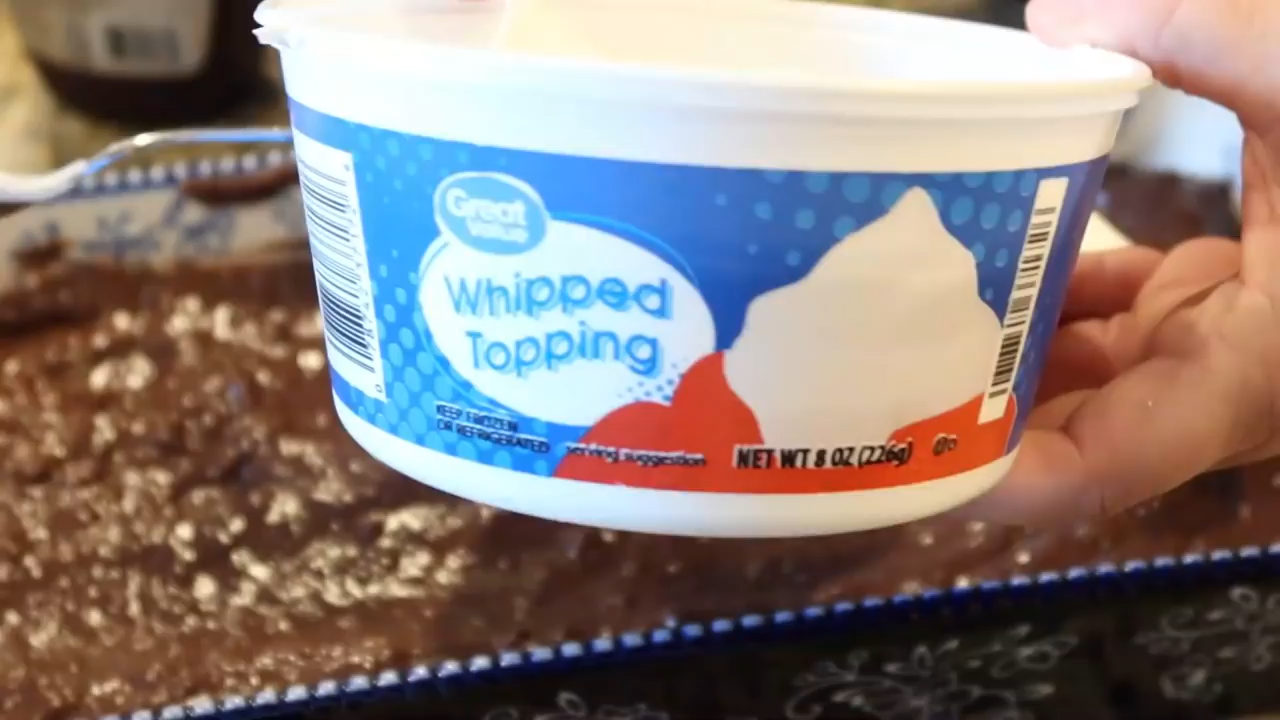 Great
Value
Whipped
Topping
KEEP FROZEN
OR REFRIGERATED
serving suggestion
NET WT 8 OZ (226g)